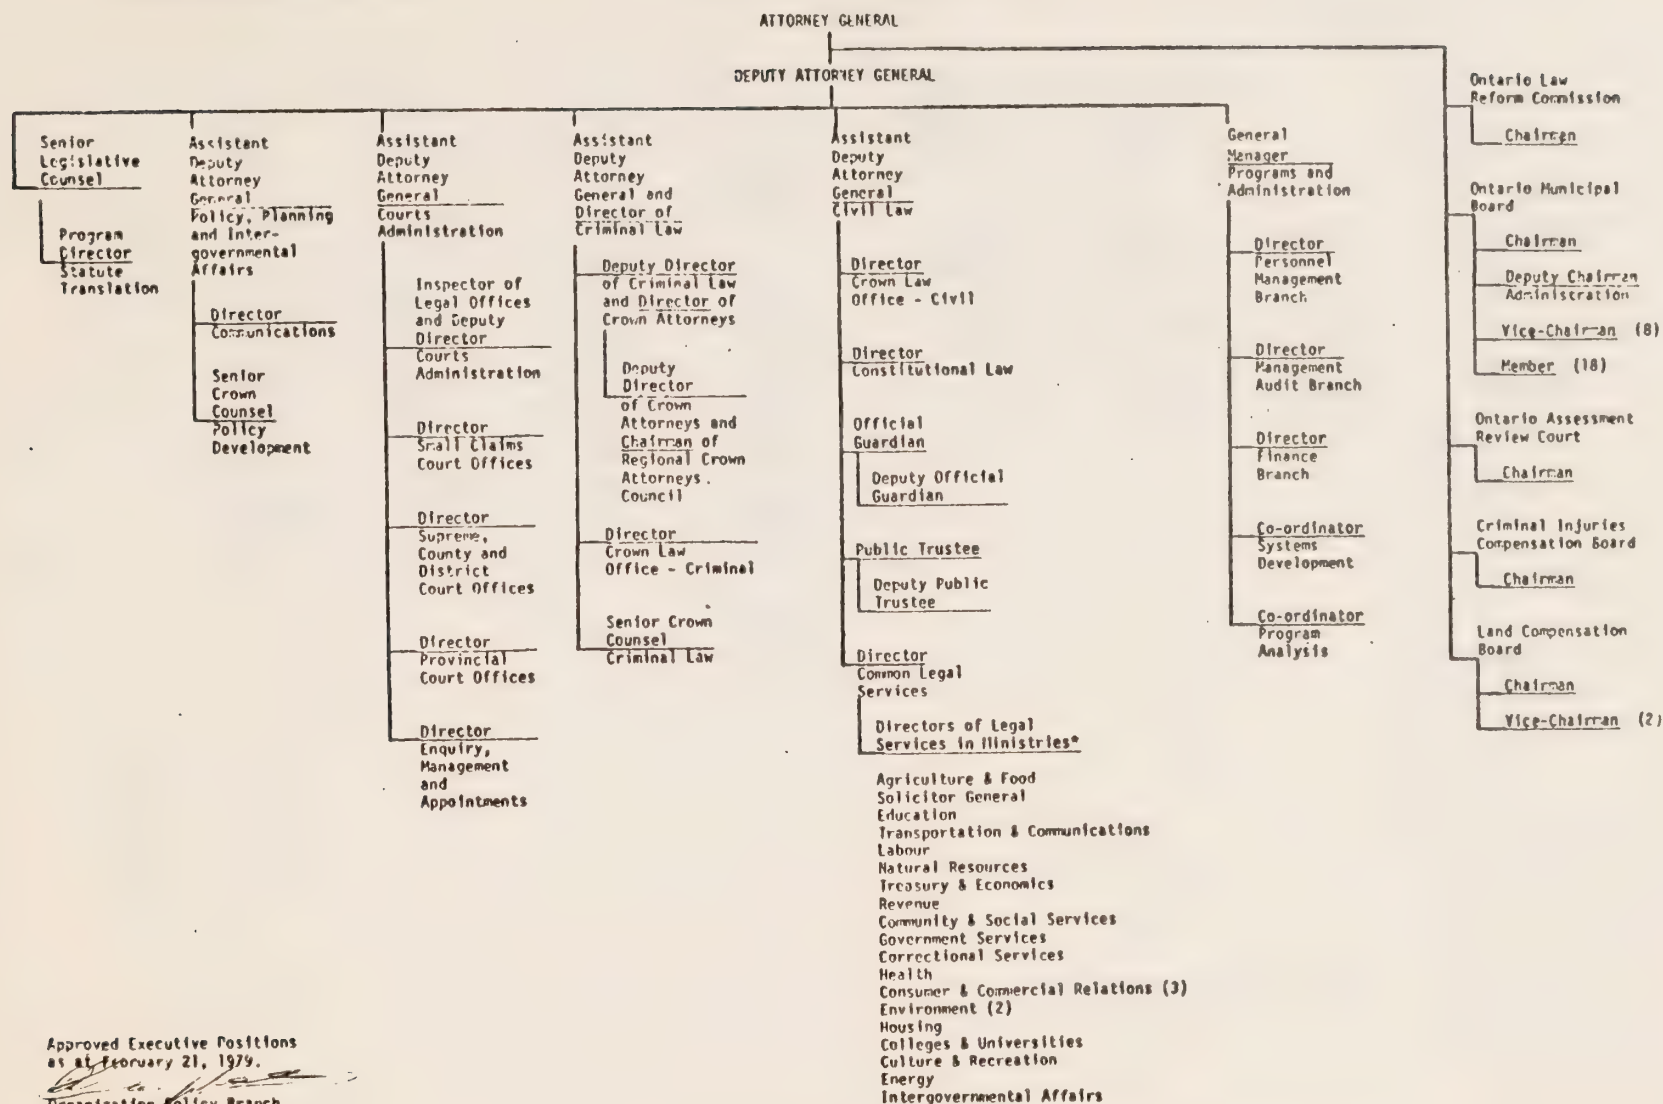 ATTORNEY GENERAL
DEPUTY ATTORNEY GENERAL
Senior
Legislative
Counsel
Program
Director
Statute
Translation
Assistant
Deputy
Attorney
General
Policy, Planning
and Inter-
governmental
Affairs
Director
Communications
Senior
Crown
Counsel
Policy
Development
Assistant
Deputy
Attorney
General
Courts
Administration
Inspector of
Legal Offices
and Deputy
Director
Courts
Administration
Director
Small Claims
Court Offices
Director
Supreme,
County and
District
Court Offices
Director
Provincial
Court Offices
Director
Enquiry,
Management
and
Appointments
Assistant
Deputy
Attorney
General and
Director of
Criminal Law
Deputy Director
of Criminal Law
and Director of
Crown Attorneys
Deputy
Director
of Crown
Attorneys and
Chairman of
Regional Crown
Attorneys.
Council
Director
Crown Law
Office - Criminal
Senior Crown
Counsel
Criminal Law
Assistant
Deputy
Attorney
General
Civil Law
Director
Crown Law
Office - Civil
Director
Constitutional Law
Official
Guardian
Deputy Official
Guardian
Public Trustee
Deputy Public
Trustee
Director
Common Legal
Services
Directors of Legal
Services in Ministries*
Agriculture & Food
Solicitor General
Education
Transportation & Communications
Labour
Natural Resources
Treasury & Economics
Revenue
Community & Social Services
Government Services
Correctional Services
Health
Consumer & Commercial Relations (3)
Environment (2)
Housing
Colleges & Universities
Culture & Recreation
Energy
Intergovernmental Affairs
General
Manager
Programs and
Administration
Director
Personnel
Management
Branch
Director
Management
Audit Branch
Director
Finance
Branch
Co-ordinator
Systems
Development
Co-ordinator
Program
Analysis
Ontario Law
Reform Commission
Chairman
Ontario Municipal
Board
Chairman
Deputy Chairman
Administration
Vice-Chairman (8)
Member (18)
Ontario Assessment
Review Court
Chairman
Criminal Injuries
Compensation Board
Chairman
Land Compensation
Board
Chairman
Vice-Chairman (2)
Approved Executive Positions
as at February 21, 1979.
Organization Policy Branch